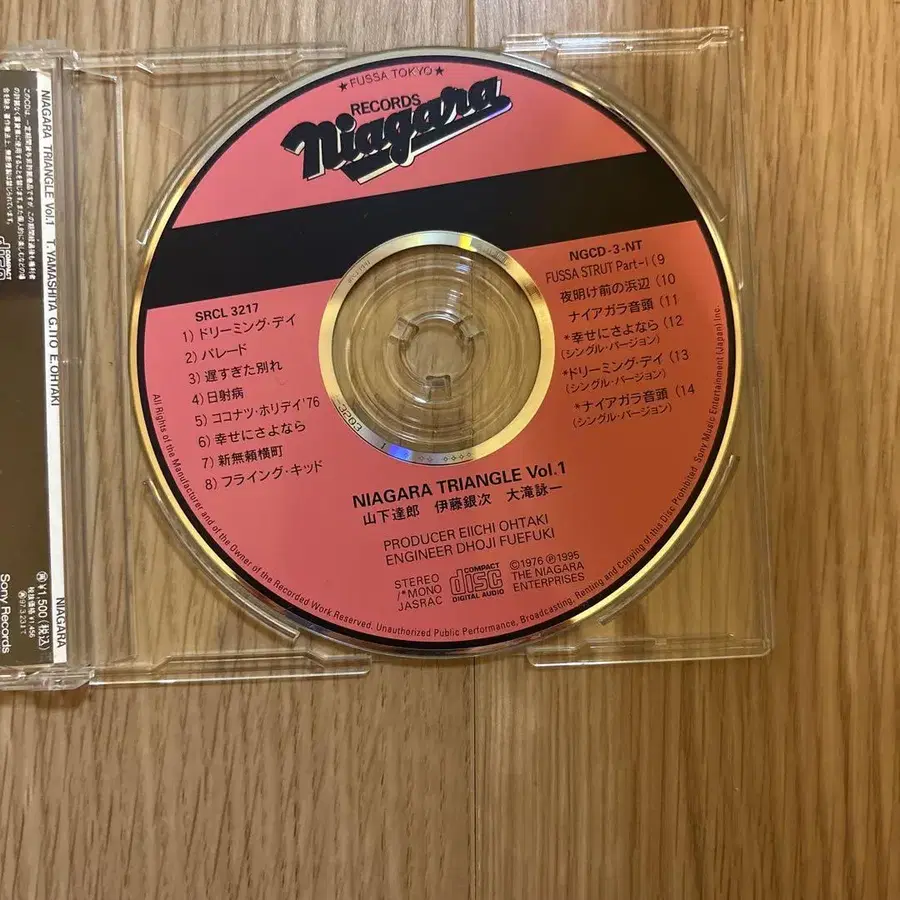 ★FUSSA TOKYO★
RECORDS
Niagara
SRCL 3217
1) ドリーミング・デイ
2) パレード
3) 遅すぎた別れ
4) 日射病
5) ココナツ・ホリデイ'76
6) 幸せにさよなら
7) 新無頼横町
8) フライング・キッド
NGCD-3-NT
FUSSA STRUT Part-I (9
夜明け前の浜辺 (10
ナイアガラ音頭 (11
*幸せにさよなら (12
(シングル・バージョン)
*ドリーミング・デイ (13
(シングル・バージョン)
*ナイアガラ音頭 (14
(シングル・バージョン)
NIAGARA TRIANGLE Vol.1
山下達郎 伊藤銀次 大滝詠一
PRODUCER EIICHI OHTAKI
ENGINEER DHOJI FUEFUKI
STEREO
/*MONO
JASRAC
COMPACT
disc
DIGITAL AUDIO
©1976 ℗1995
THE NIAGARA
ENTERPRISES
All Rights of the Manufacturer and of the Owner of the Recorded Work Reserved. Unauthorized Public Performance, Broadcasting, Renting and Copying of this Disc Prohibited. Sony Music Entertainment (Japan) Inc.
NIAGARA TRIANGLE Vol.1 T. YAMASHITA G. ITO E. OHTAKI
NIAGARA
¥1,500(税込)
税抜価格¥1,456
Sony Records
COMPACT